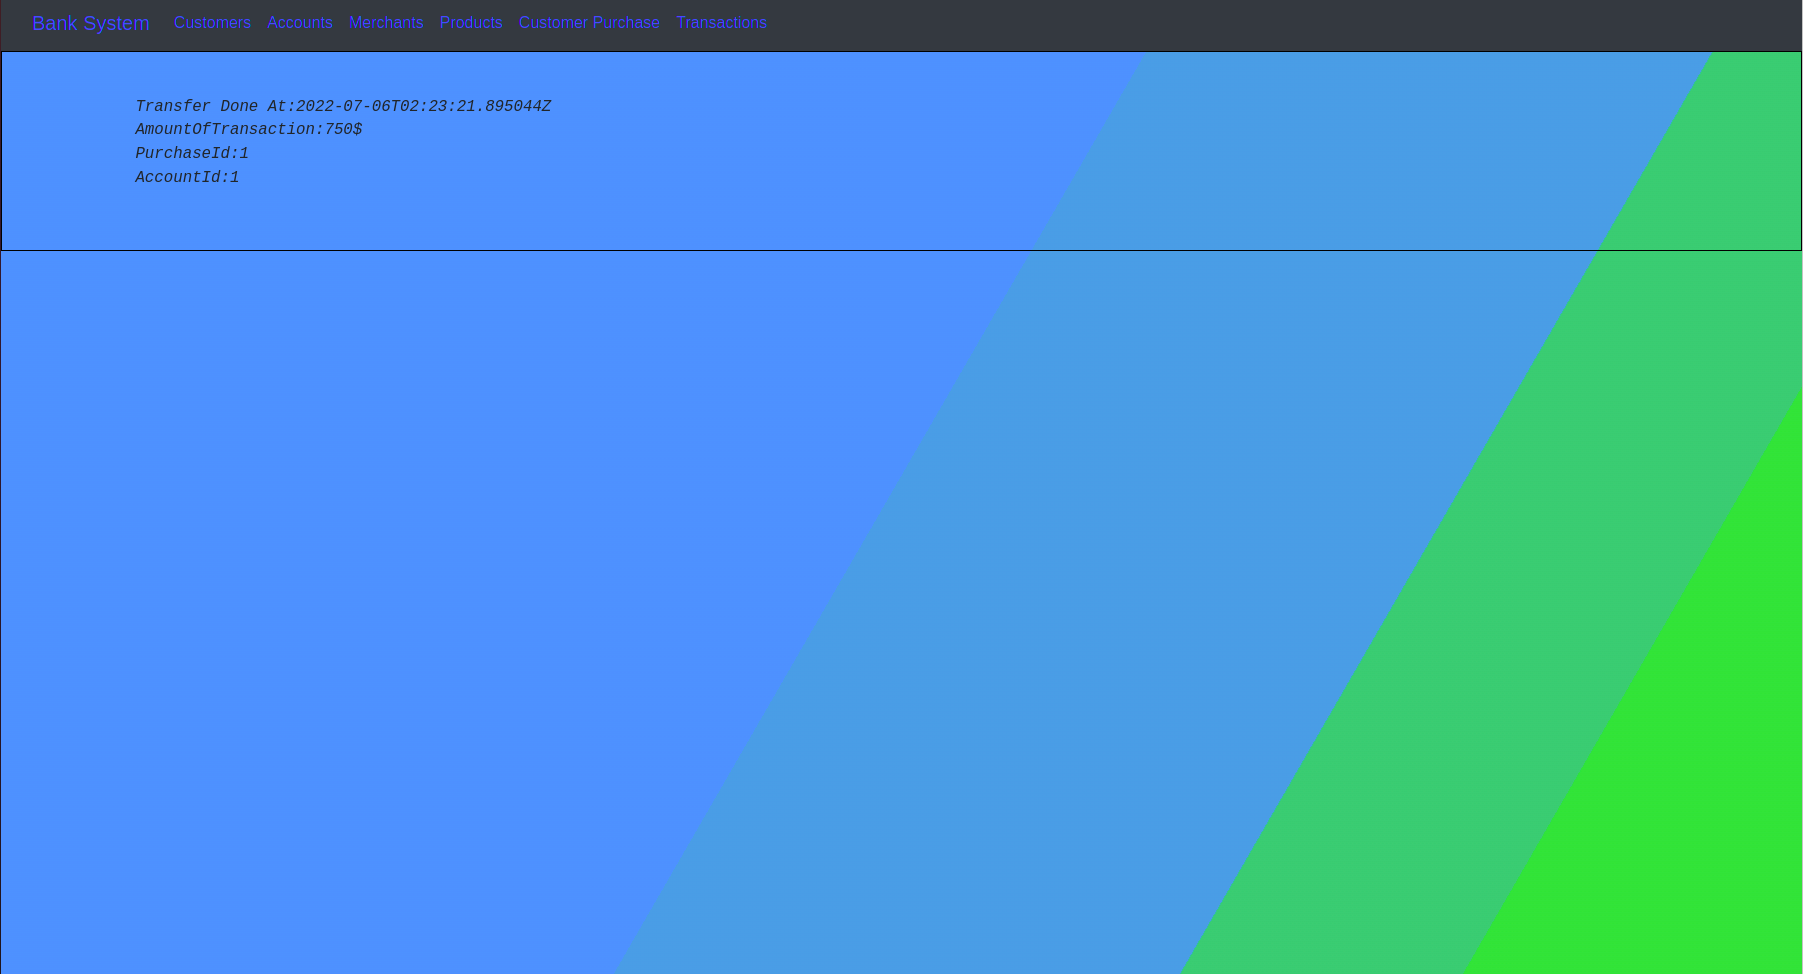 Bank System Customers Accounts Merchants Products Customer Purchase Transactions
Transfer Done At:2022-07-06T02:23:21.895044Z
AmountOfTransaction:750$
PurchaseId:1
AccountId:1